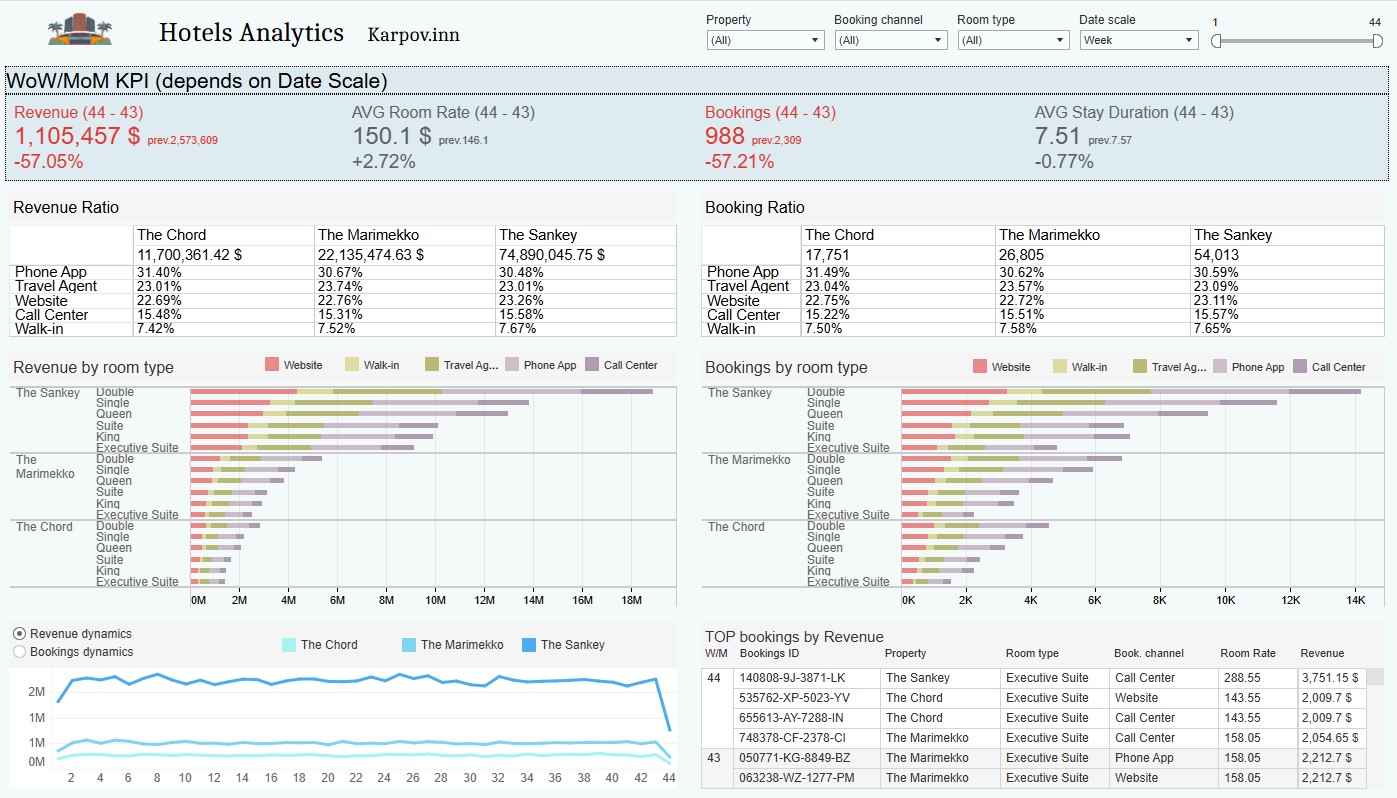 Hotels Analytics Karpov.inn
Property Booking channel Room type Date scale 1 44
(All) (All) (All) Week
WoW/MoM KPI (depends on Date Scale)
Revenue (44 - 43) AVG Room Rate (44 - 43) Bookings (44 - 43) AVG Stay Duration (44 - 43)
1,105,457 $ prev.2,573,609 150.1 $ prev.146.1 988 prev.2,309 7.51 prev.7.57
-57.05% +2.72% -57.21% -0.77%
Revenue Ratio
The Chord The Marimekko The Sankey
11,700,361.42 $ 22,135,474.63 $ 74,890,045.75 $
Phone App 31.40% 30.67% 30.48%
Travel Agent 23.01% 23.74% 23.01%
Website 22.69% 22.76% 23.26%
Call Center 15.48% 15.31% 15.58%
Walk-in 7.42% 7.52% 7.67%
Booking Ratio
The Chord The Marimekko The Sankey
17,751 26,805 54,013
Phone App 31.49% 30.62% 30.59%
Travel Agent 23.04% 23.57% 23.09%
Website 22.75% 22.72% 23.11%
Call Center 15.22% 15.51% 15.57%
Walk-in 7.50% 7.58% 7.65%
Revenue by room type Website Walk-in Travel Ag... Phone App Call Center
The Sankey Double
Single
Queen
Suite
King
Executive Suite
The Marimekko Double
Single
Queen
Suite
King
Executive Suite
The Chord Double
Single
Queen
Suite
King
Executive Suite
0M 2M 4M 6M 8M 10M 12M 14M 16M 18M
Bookings by room type Website Walk-in Travel Ag... Phone App Call Center
The Sankey Double
Single
Queen
Suite
King
Executive Suite
The Marimekko Double
Single
Queen
Suite
King
Executive Suite
The Chord Double
Single
Queen
Suite
King
Executive Suite
0K 2K 4K 6K 8K 10K 12K 14K
Revenue dynamics
Bookings dynamics
The Chord The Marimekko The Sankey
2M
1M
1M
0M
2 4 6 8 10 12 14 16 18 20 22 24 26 28 30 32 34 36 38 40 42 44
TOP bookings by Revenue
W/M Bookings ID Property Room type Book. channel Room Rate Revenue
44 140808-9J-3871-LK The Sankey Executive Suite Call Center 288.55 3,751.15 $
535762-XP-5023-YV The Chord Executive Suite Website 143.55 2,009.7 $
655613-AY-7288-IN The Chord Executive Suite Call Center 143.55 2,009.7 $
748378-CF-2378-CI The Marimekko Executive Suite Call Center 158.05 2,054.65 $
43 050771-KG-8849-BZ The Marimekko Executive Suite Phone App 158.05 2,212.7 $
063238-WZ-1277-PM The Marimekko Executive Suite Website 158.05 2,212.7 $